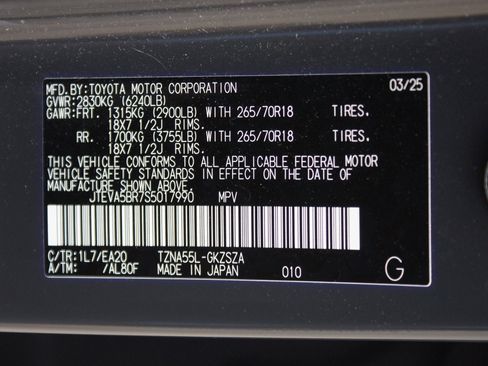 MFD.BY:TOYOTA MOTOR CORPORATION 03/25
GVWR:2830KG (6240LB)
GAWR:FRT. 1315KG (2900LB) WITH 265/70R18 TIRES.
18X7 1/2J RIMS.
RR. 1700KG (3755LB) WITH 265/70R18 TIRES.
18X7 1/2J RIMS.
THIS VEHICLE CONFORMS TO ALL APPLICABLE FEDERAL MOTOR
VEHICLE SAFETY STANDARDS IN EFFECT ON THE DATE OF
MANUFACTURE SHOWN ABOVE.
JTEVA5BR7S5017990 MPV
C/TR:1L7/EA20 TZNA55L-GKZSZA
A/TM: /AL80F MADE IN JAPAN 010 G